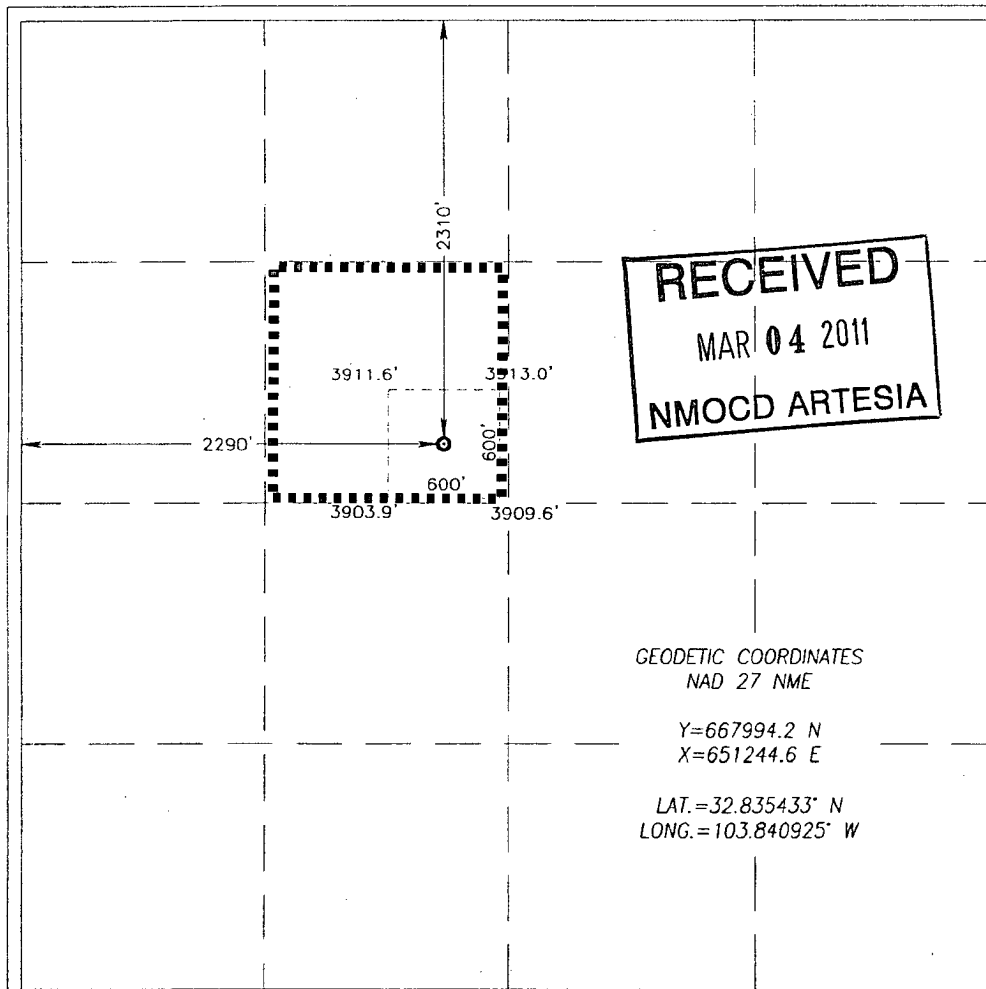 2310'
RECEIVED
MAR 04 2011
NMOCD ARTESIA
3911.6'
3913.0'
2290'
600'
600'
3903.9'
3909.6'
GEODETIC COORDINATES
NAD 27 NME
Y=667994.2 N
X=651244.6 E
LAT.=32.835433° N
LONG.=103.840925° W